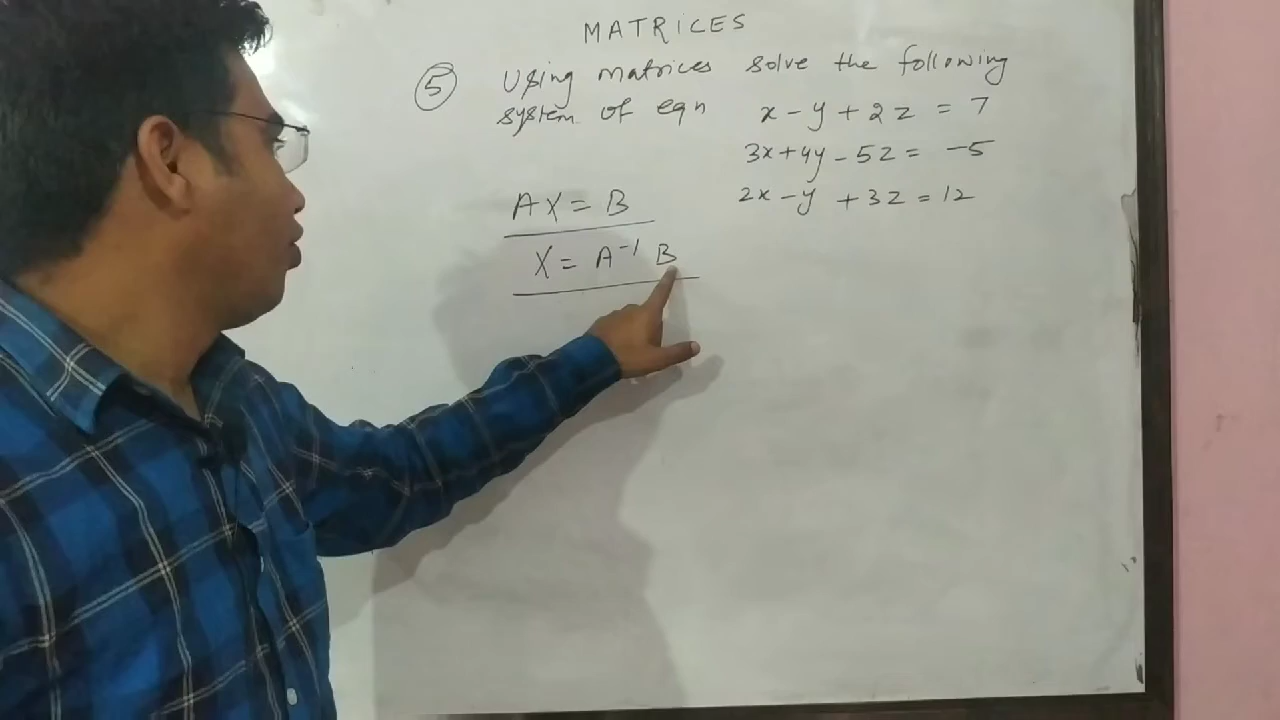 MATRICES
⑤ Using matrices solve the following
system of eqn x - y + 2z = 7
3x + 4y - 5z = -5
2x - y + 3z = 12
AX = B
X = A⁻¹ B